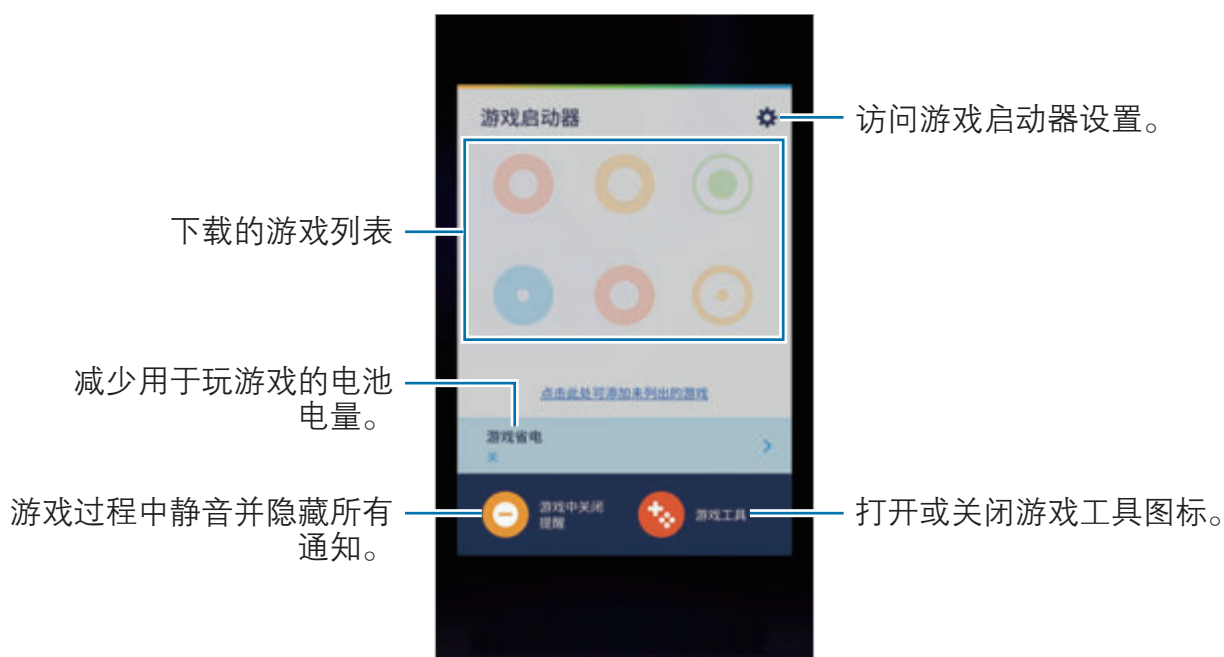 游戏启动器
访问游戏启动器设置。
下载的游戏列表
减少用于玩游戏的电池
电量。
点击此处可添加未列出的游戏
游戏省电
关
游戏过程中静音并隐藏所有
通知。
游戏中关闭
提醒
游戏工具
打开或关闭游戏工具图标。